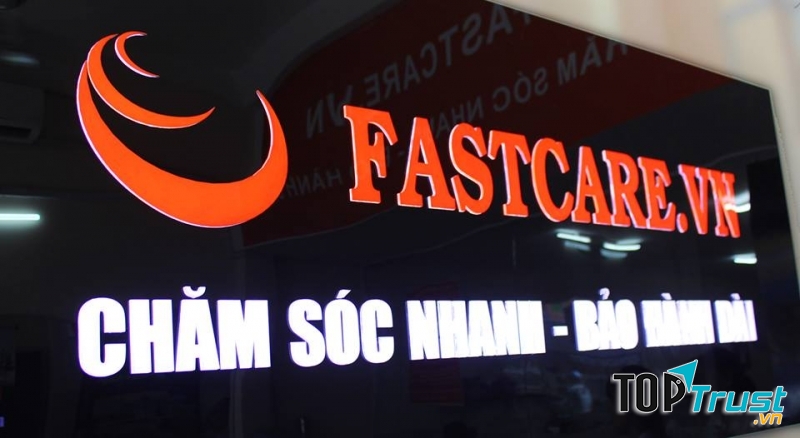 FASTCARE.VN
CHĂM SÓC NHANH - BẢO HÀNH DÀI
TOPTrust
.vn